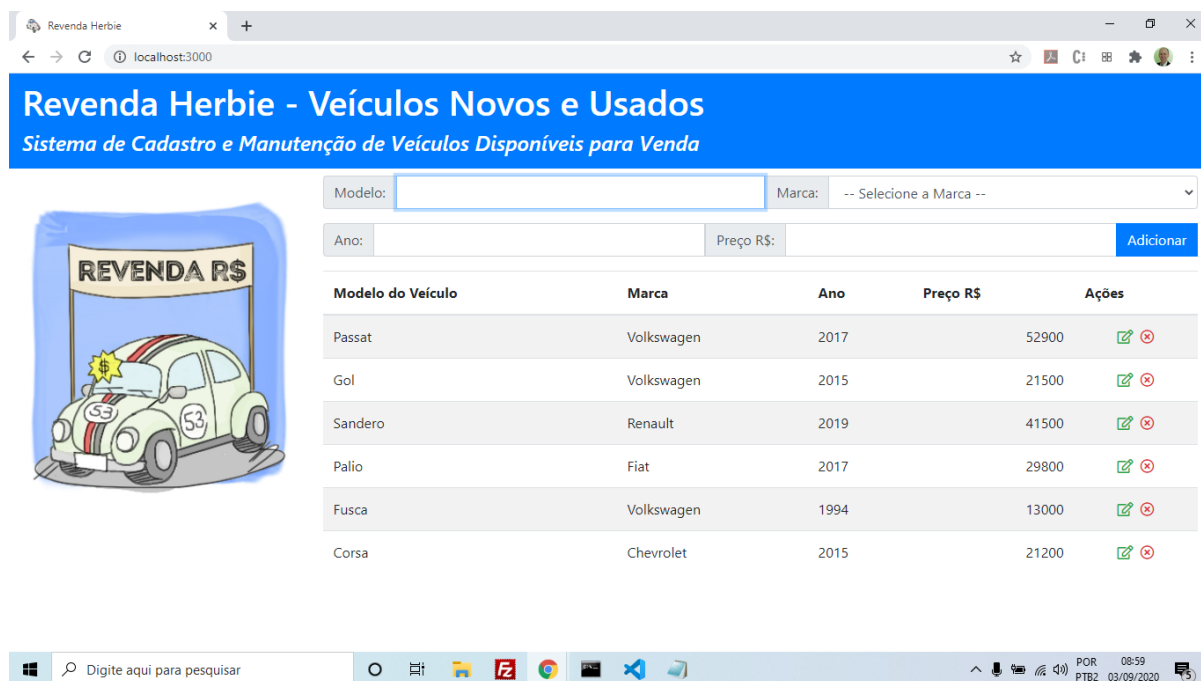 Revenda Herbie
localhost:3000
Revenda Herbie - Veículos Novos e Usados
Sistema de Cadastro e Manutenção de Veículos Disponíveis para Venda
REVENDA R$
$
53
53
Modelo: Marca: -- Selecione a Marca --
Ano: Preço R$: Adicionar
Modelo do Veículo Marca Ano Preço R$ Ações
Passat Volkswagen 2017 52900
Gol Volkswagen 2015 21500
Sandero Renault 2019 41500
Palio Fiat 2017 29800
Fusca Volkswagen 1994 13000
Corsa Chevrolet 2015 21200
Digite aqui para pesquisar
POR 08:59
PTB2 03/09/2020 5